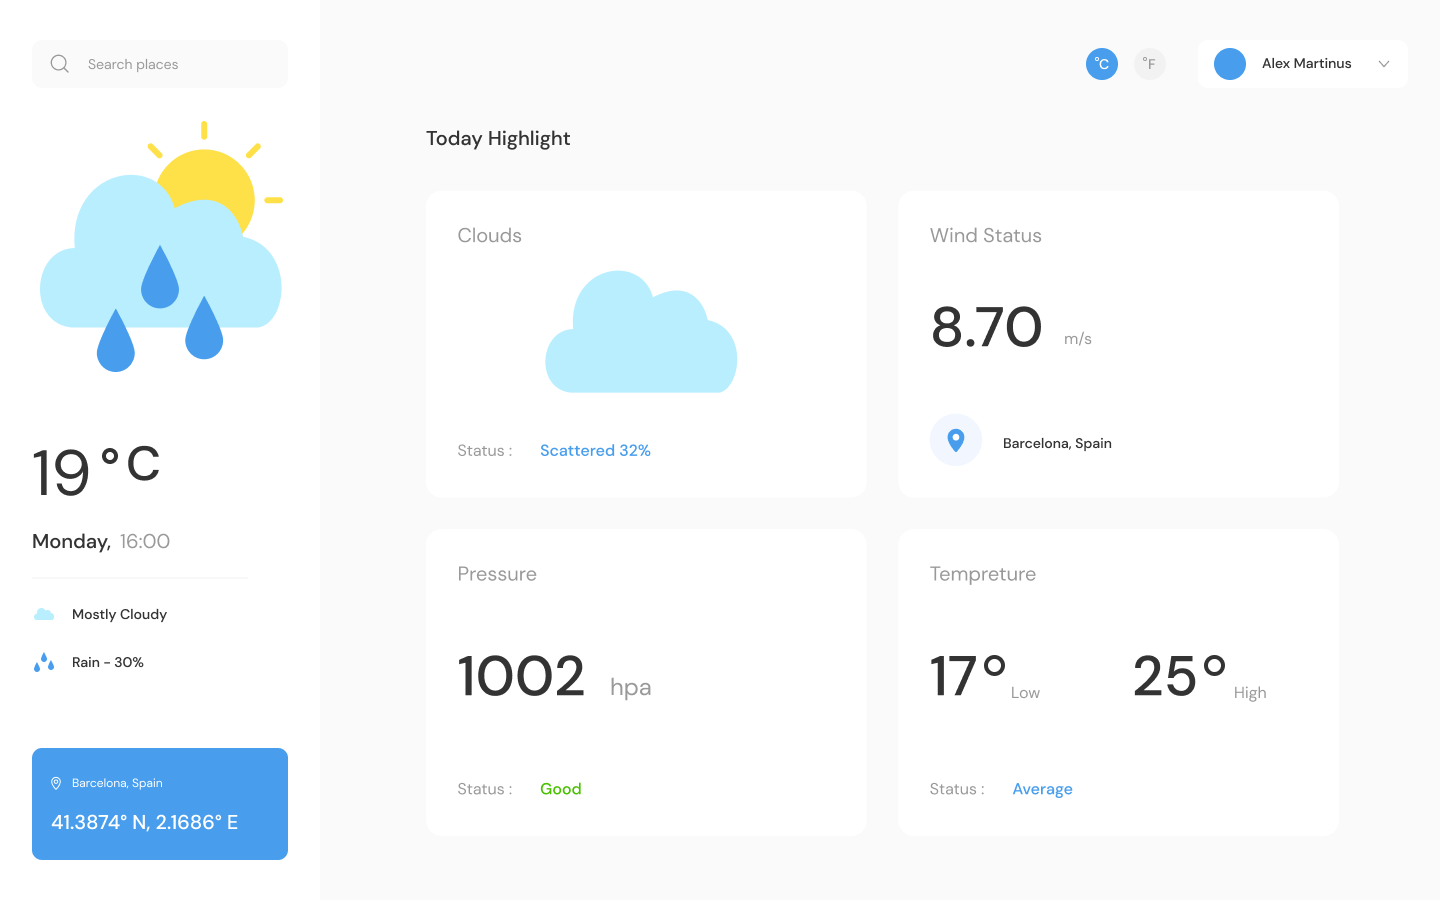 Search places
19 °C
Monday, 16:00
Mostly Cloudy
Rain - 30%
Barcelona, Spain
41.3874° N, 2.1686° E
°C
°F
Alex Martinus
Today Highlight
Clouds
Status : Scattered 32%
Wind Status
8.70 m/s
Barcelona, Spain
Pressure
1002 hpa
Status : Good
Tempreture
17° Low 25° High
Status : Average